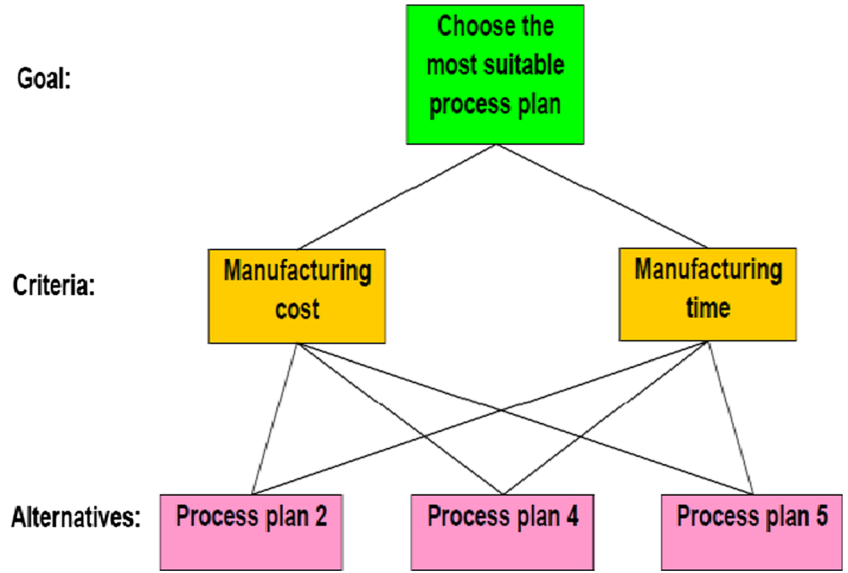 Choose the
most suitable
process plan
Goal:
Manufacturing
cost
Manufacturing
time
Criteria:
Alternatives:
Process plan 2
Process plan 4
Process plan 5